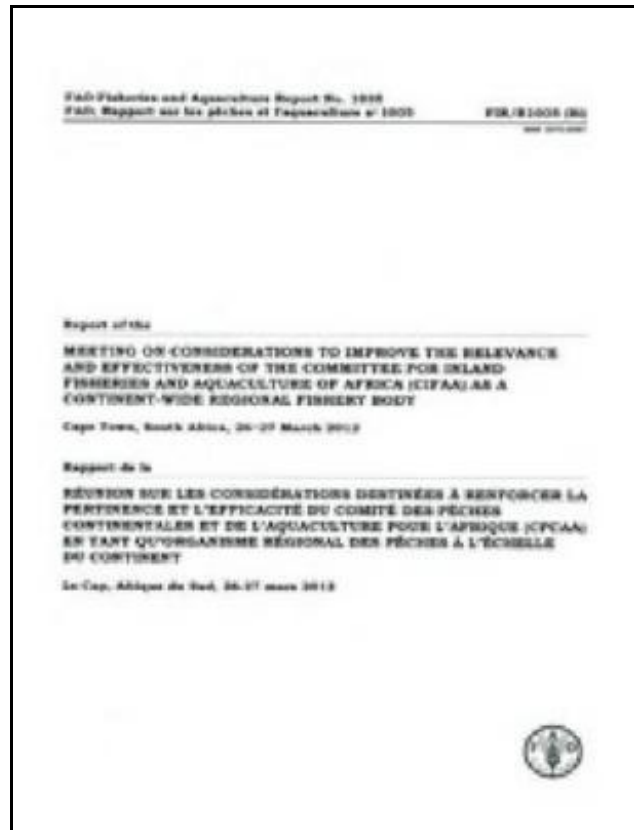 FAO Fisheries and Aquaculture Report No.
FAO, Rapport sur les pêches et l'aquaculture nº
Report of the
MEETING ON CONSIDERATIONS TO IMPROVE THE RELEVANCE
AND EFFECTIVENESS OF THE COMMITTEE FOR INLAND
FISHERIES AND AQUACULTURE OF AFRICA (CIFAA) AS A
CONTINENT-WIDE REGIONAL FISHERY BODY
Cape Town, South Africa, 26–27 March 2012
Rapport de la
RÉUNION SUR LES CONSIDÉRATIONS DESTINÉES À RENFORCER LA
PERTINENCE ET L'EFFICACITÉ DU COMITÉ DES PÊCHES
CONTINENTALES ET DE L'AQUACULTURE POUR L'AFRIQUE (CPCAA)
EN TANT QU'ORGANISME RÉGIONAL DES PÊCHES À L'ÉCHELLE
DU CONTINENT
Le Cap, Afrique du Sud, 26-27 mars 2012
FAO